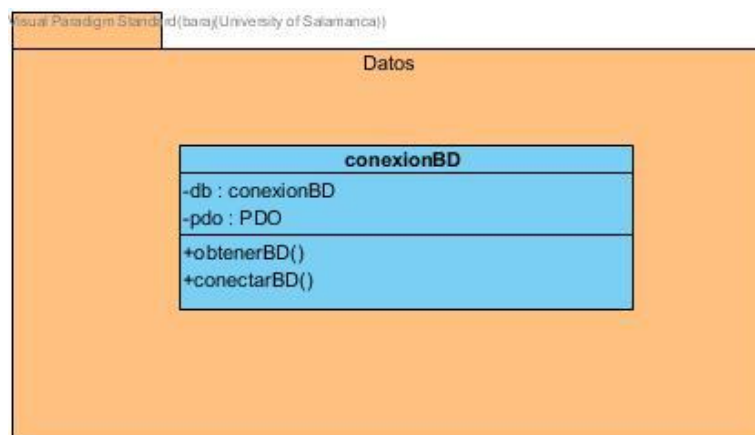 Visual Paradigm Standard(baraj(University of Salamanca))
Datos
conexionBD
-db : conexionBD
-pdo : PDO
+obtenerBD()
+conectarBD()